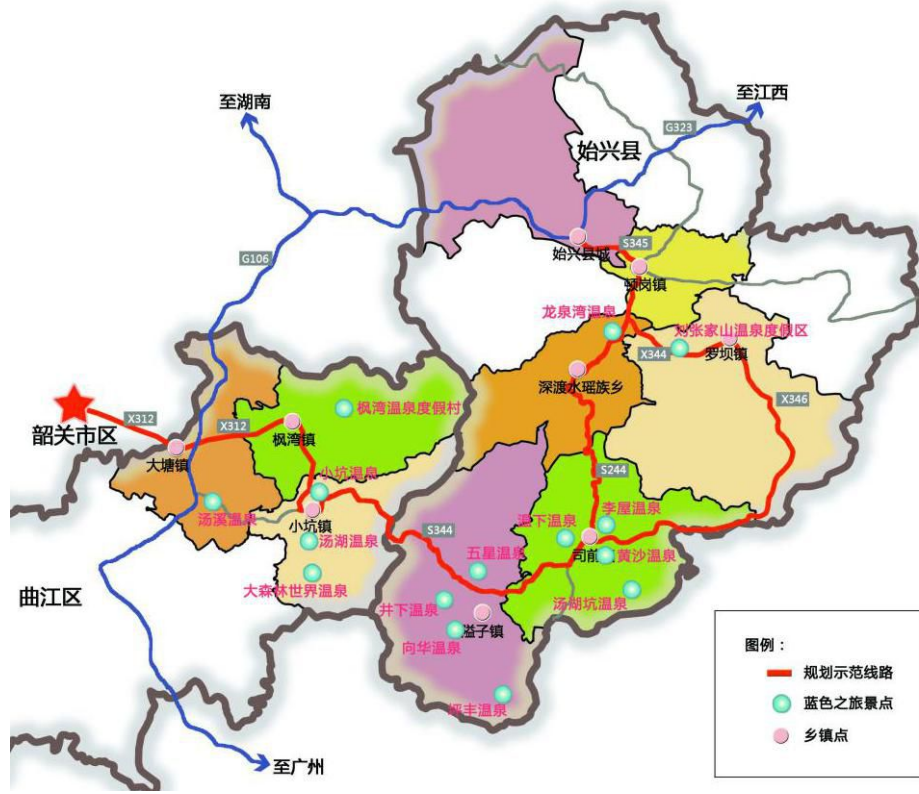 至湖南
至江西
G323
始兴县
S345
始兴县城
G106
顿岗镇
龙泉湾温泉
刘张家山温泉度假区
X344
罗坝镇
深渡水瑶族乡
X346
X312
韶关市区
X312
枫湾温泉度假村
枫湾镇
大塘镇
S244
小坑温泉
汤溪温泉
小坑镇
李屋温泉
温下温泉
S344
汤湖温泉
司前
黄沙温泉
五星温泉
大森林世界温泉
汤湖坑温泉
曲江区
井下温泉
隘子镇
向华温泉
坪丰温泉
至广州
图例：
规划示范线路
蓝色之旅景点
乡镇点